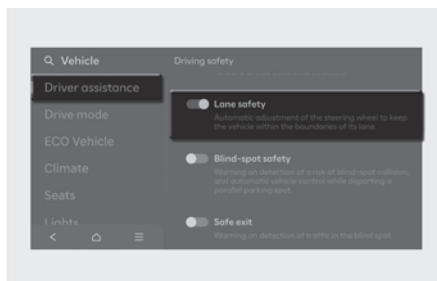 Vehicle
Driving safety
Driver assistance
Drive mode
ECO Vehicle
Climate
Seats
Lights
Lane safety
Automatic adjustment of the steering wheel to keep
the vehicle within the boundaries of its lane.
Blind-spot safety
Warning on detection of a risk of blind-spot collision,
and automatic vehicle control while departing a
parallel parking spot.
Safe exit
Warning on detection of traffic in the blind spot